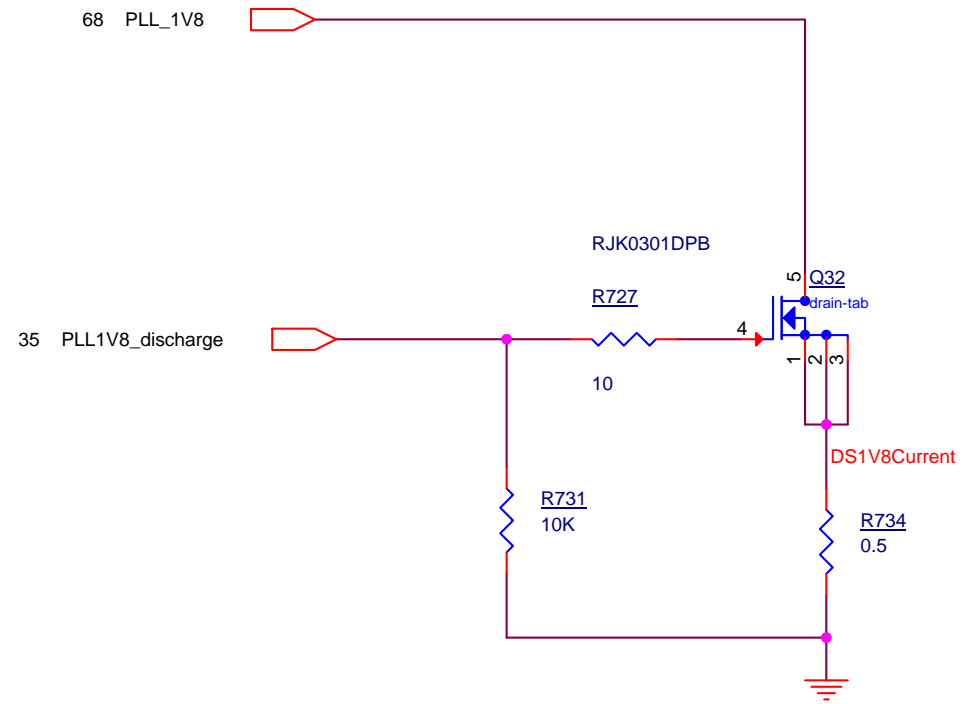 68 PLL_1V8
RJK0301DPB
R727
5
Q32
drain-tab
35 PLL1V8_discharge
4
10
1
2
3
DS1V8Current
R731
10K
R734
0.5